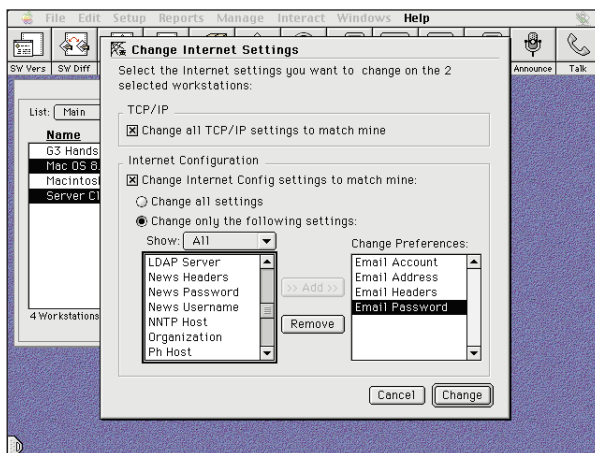 File Edit Setup Reports Manage Interact Windows Help
SW Vers SW Diff Announce Talk
Change Internet Settings
Select the Internet settings you want to change on the 2
selected workstations:
TCP/IP
Change all TCP/IP settings to match mine
Internet Configuration
Change Internet Config settings to match mine:
Change all settings
Change only the following settings:
Show: All
Change Preferences:
LDAP Server
News Headers
News Password
News Username
NNTP Host
Organization
Ph Host
>> Add >>
Remove
Email Account
Email Address
Email Headers
Email Password
Cancel Change
List: Main
Name
G3 Hands
Mac OS 8.
Macintosh
Server Cl
4 Workstations